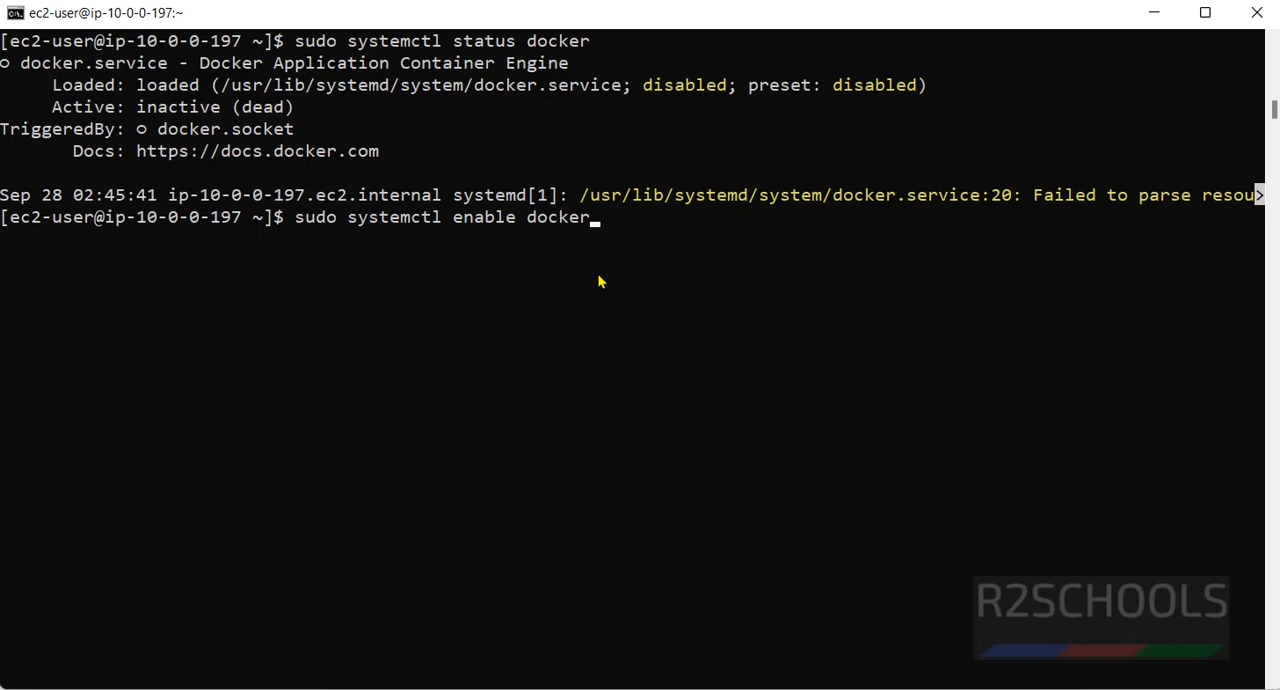 ec2-user@ip-10-0-0-197:~
[ec2-user@ip-10-0-0-197 ~]$ sudo systemctl status docker
○ docker.service - Docker Application Container Engine
     Loaded: loaded (/usr/lib/systemd/system/docker.service; disabled; preset: disabled)
     Active: inactive (dead)
TriggeredBy: ○ docker.socket
       Docs: https://docs.docker.com
Sep 28 02:45:41 ip-10-0-0-197.ec2.internal systemd[1]: /usr/lib/systemd/system/docker.service:20: Failed to parse resou>
[ec2-user@ip-10-0-0-197 ~]$ sudo systemctl enable docker
R2SCHOOLS